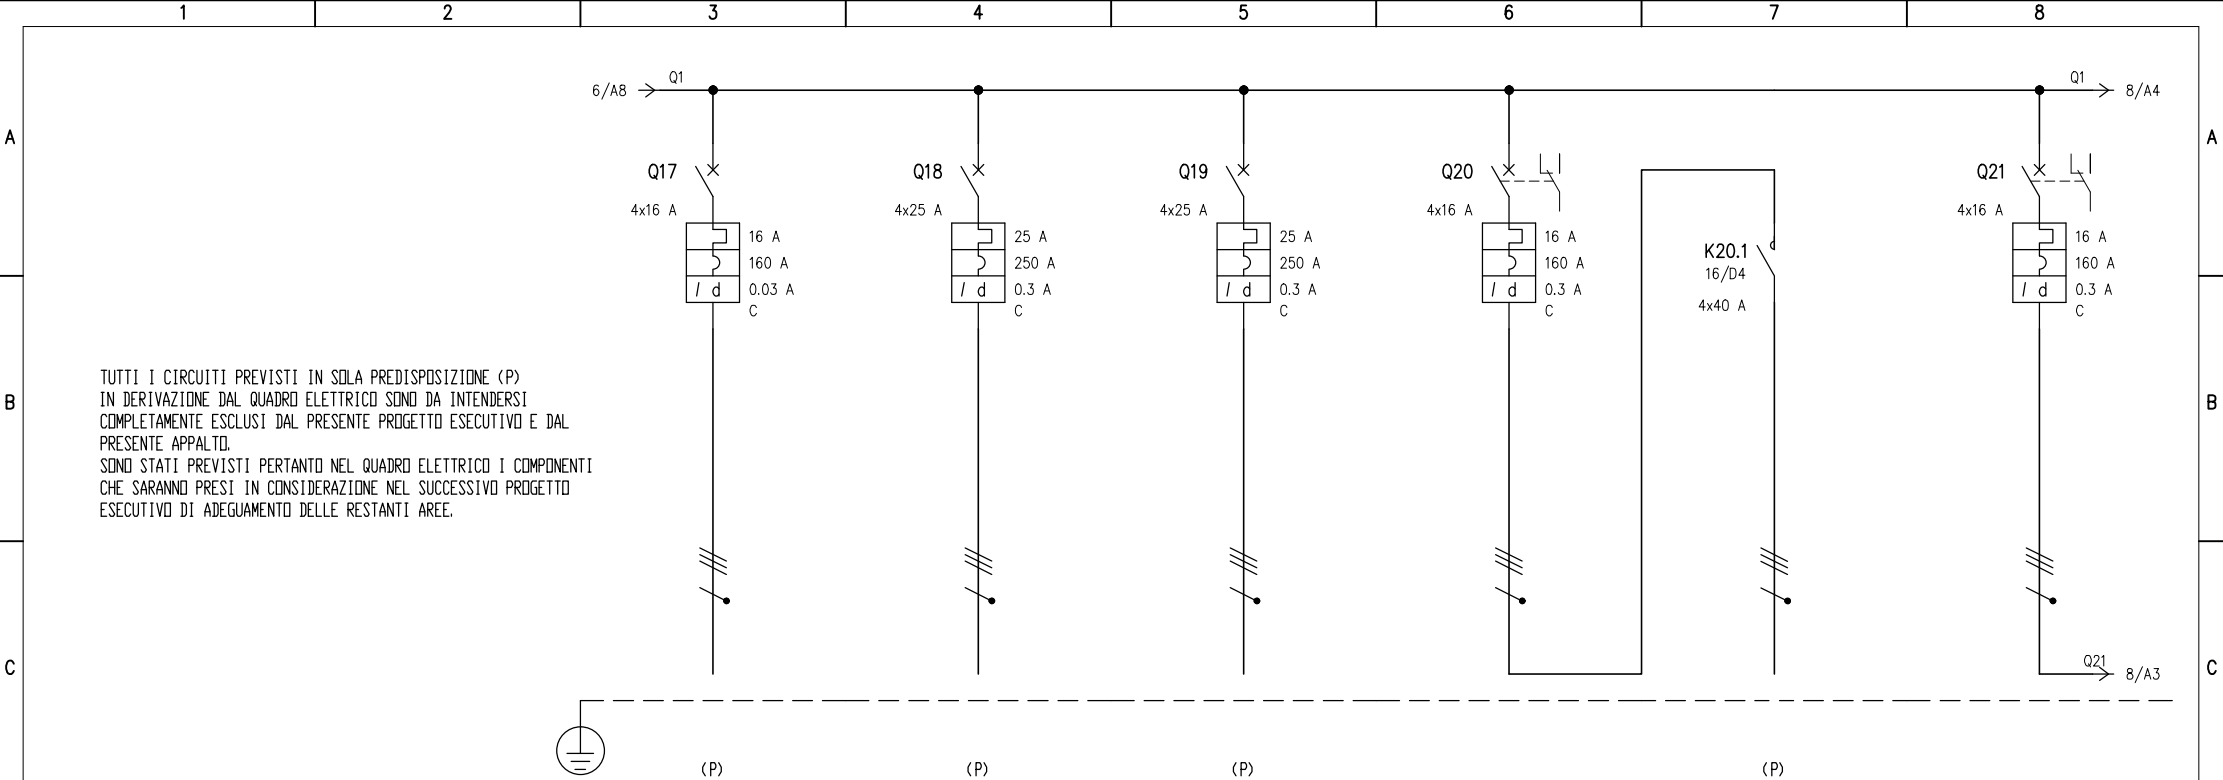 1 2 3 4 5 6 7 8
Q1 Q1
6/A8 8/A4
A A
Q17 Q18 Q19 Q20 Q21
4x16 A 4x25 A 4x25 A 4x16 A 4x16 A
16 A 25 A 25 A 16 A 16 A
K20.1
160 A 250 A 250 A 160 A 160 A
16/D4
I d 0.03 A I d 0.3 A I d 0.3 A I d 0.3 A I d 0.3 A
4x40 A
C C C C C
TUTTI I CIRCUITI PREVISTI IN SOLA PREDISPOSIZIONE (P)
IN DERIVAZIONE DAL QUADRO ELETTRICO SONO DA INTENDERSI
B B
COMPLETAMENTE ESCLUSI DAL PRESENTE PROGETTO ESECUTIVO E DAL
PRESENTE APPALTO.
SONO STATI PREVISTI PERTANTO NEL QUADRO ELETTRICO I COMPONENTI
CHE SARANNO PRESI IN CONSIDERAZIONE NEL SUCCESSIVO PROGETTO
ESECUTIVO DI ADEGUAMENTO DELLE RESTANTI AREE.
Q21
C 8/A3 C
(P) (P) (P) (P)